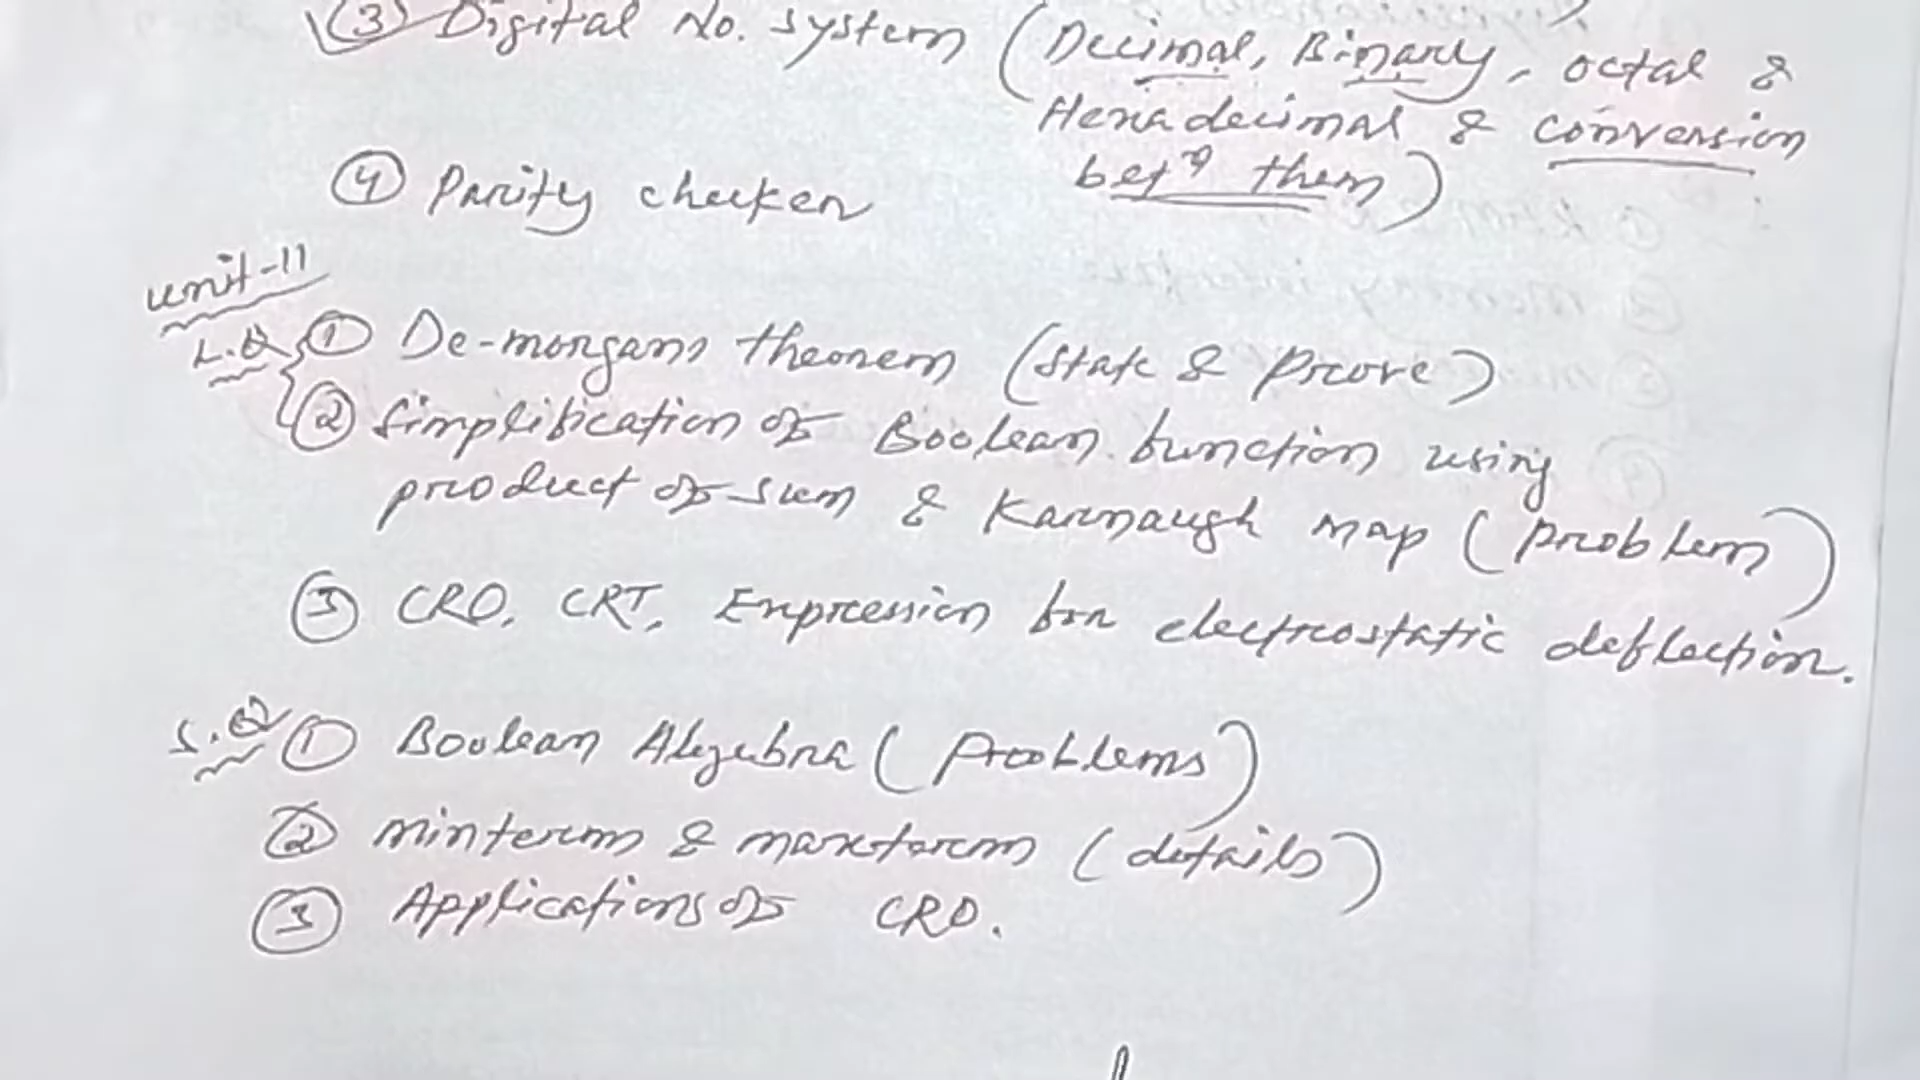 (3) Digital No. system (Decimal, Binary, octal &
Hexadecimal & conversion
betn them)
(4) Parity checker
unit-II
L.Q (1) De-morgans theorem (State & Prove)
(2) Simplification of Boolean function using
product of sum & Karnaugh map (problem)
(3) CRO, CRT, Expression for electrostatic deflection.
S.Q (1) Boolean Algebra (Problems)
(2) minterm & maxterm (details)
(3) Applications of CRO.